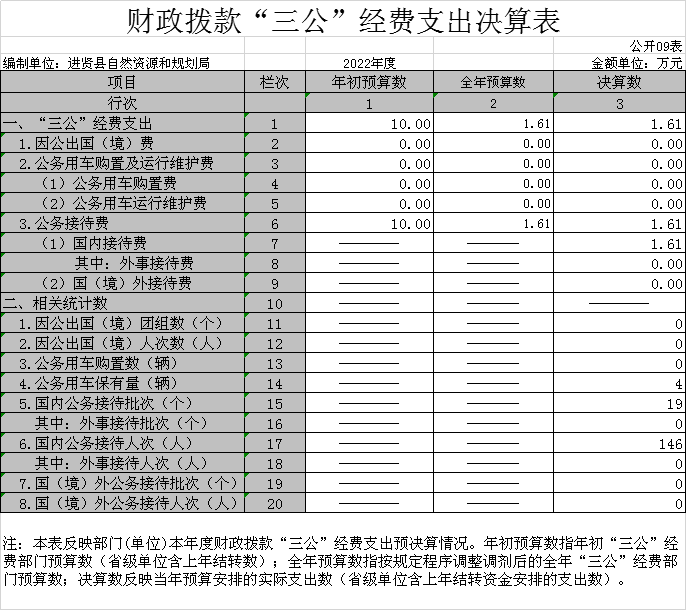 财政拨款“三公”经费支出决算表
公开09表
编制单位：进贤县自然资源和规划局 2022年度 金额单位：万元
项目 栏次 年初预算数 全年预算数 决算数
行次 1 2 3
一、“三公”经费支出 1 10.00 1.61 1.61
1.因公出国（境）费 2 0.00 0.00 0.00
2.公务用车购置及运行维护费 3 0.00 0.00 0.00
（1）公务用车购置费 4 0.00 0.00 0.00
（2）公务用车运行维护费 5 0.00 0.00 0.00
3.公务接待费 6 10.00 1.61 1.61
（1）国内接待费 7 ——— ——— 1.61
其中：外事接待费 8 ——— ——— 0.00
（2）国（境）外接待费 9 ——— ——— 0.00
二、相关统计数 10 ——— ——— ———
1.因公出国（境）团组数（个） 11 ——— ——— 0
2.因公出国（境）人次数（人） 12 ——— ——— 0
3.公务用车购置数（辆） 13 ——— ——— 0
4.公务用车保有量（辆） 14 ——— ——— 4
5.国内公务接待批次（个） 15 ——— ——— 19
其中：外事接待批次（个） 16 ——— ——— 0
6.国内公务接待人次（人） 17 ——— ——— 146
其中：外事接待人次（人） 18 ——— ——— 0
7.国（境）外公务接待批次（个） 19 ——— ——— 0
8.国（境）外公务接待人次（人） 20 ——— ——— 0
注：本表反映部门(单位)本年度财政拨款“三公”经费支出预决算情况。年初预算数指年初“三公”经
费部门预算数（省级单位含上年结转数）；全年预算数指按规定程序调整调剂后的全年“三公”经费部
门预算数；决算数反映当年预算安排的实际支出数（省级单位含上年结转资金安排的支出数）。